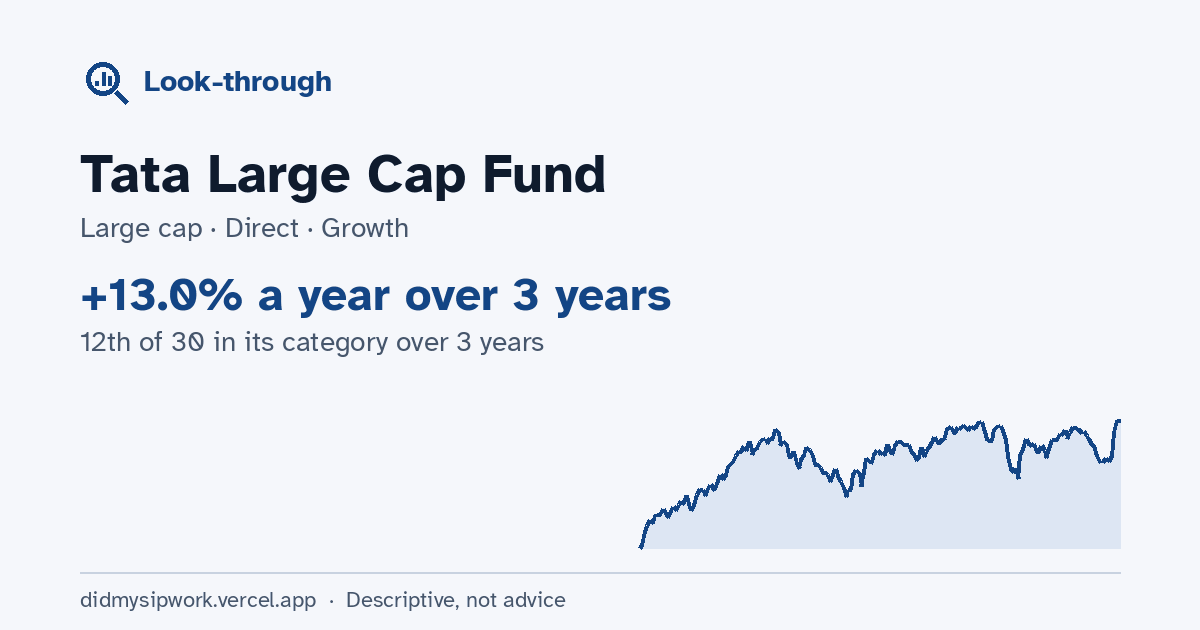 Look-through
Tata Large Cap Fund
Large cap · Direct · Growth
+13.0% a year over 3 years
12th of 30 in its category over 3 years
didmysipwork.vercel.app · Descriptive, not advice